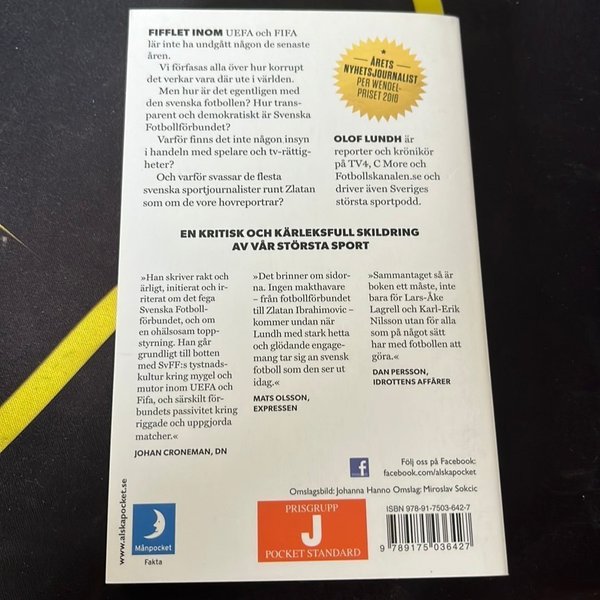 FIFFLET INOM UEFA och FIFA
lär inte ha undgått någon de senaste
åren.
Vi förfasas alla över hur korrupt
det verkar vara där ute i världen.
Men hur är det egentligen med
den svenska fotbollen? Hur trans-
parent och demokratiskt är Svenska
Fotbollförbundet?
Varför finns det inte någon insyn
i handeln med spelare och tv-rättig-
heter?
Och varför svassar de flesta
svenska sportjournalister runt Zlatan
som om de vore hovreportrar?
ÅRETS
NYHETSJOURNALIST
PER WENDEL-
PRISET 2016
OLOF LUNDH är
reporter och krönikör
på TV4, C More och
Fotbollskanalen.se och
driver även Sveriges
största sportpodd.
EN KRITISK OCH KÄRLEKSFULL SKILDRING
AV VÅR STÖRSTA SPORT
»Han skriver rakt och
ärligt, initierat och ir-
riterat om det fega
Svenska Fotboll-
förbundet, och om
en ohälsosam topp-
styrning. Han går
grundligt till botten
med SvFF:s tystnads-
kultur kring mygel och
mutor inom UEFA och
Fifa, och särskilt för-
bundets passivitet kring
riggade och uppgjorda
matcher.«
JOHAN CRONEMAN, DN
»Det brinner om sidor-
na. Ingen makthavare
– från fotbollförbundet
till Zlatan Ibrahimovic –
kommer undan när
Lundh med stark hetta
och glödande engage-
mang tar sig an svensk
fotboll som den ser ut
idag.«
MATS OLSSON,
EXPRESSEN
»Sammantaget så är
boken ett måste, inte
bara för Lars-Åke
Lagrell och Karl-Erik
Nilsson utan för alla
som på något sätt
har med fotbollen att
göra.«
DAN PERSSON,
IDROTTENS AFFÄRER
f
Följ oss på Facebook:
facebook.com/alskapocket
Omslagsbild: Johanna Hanno Omslag: Miroslav Sokcic
www.alskapocket.se
Månpocket
Fakta
PRISGRUPP
J
POCKET STANDARD
ISBN 978-91-7503-642-7
9 789175 036427